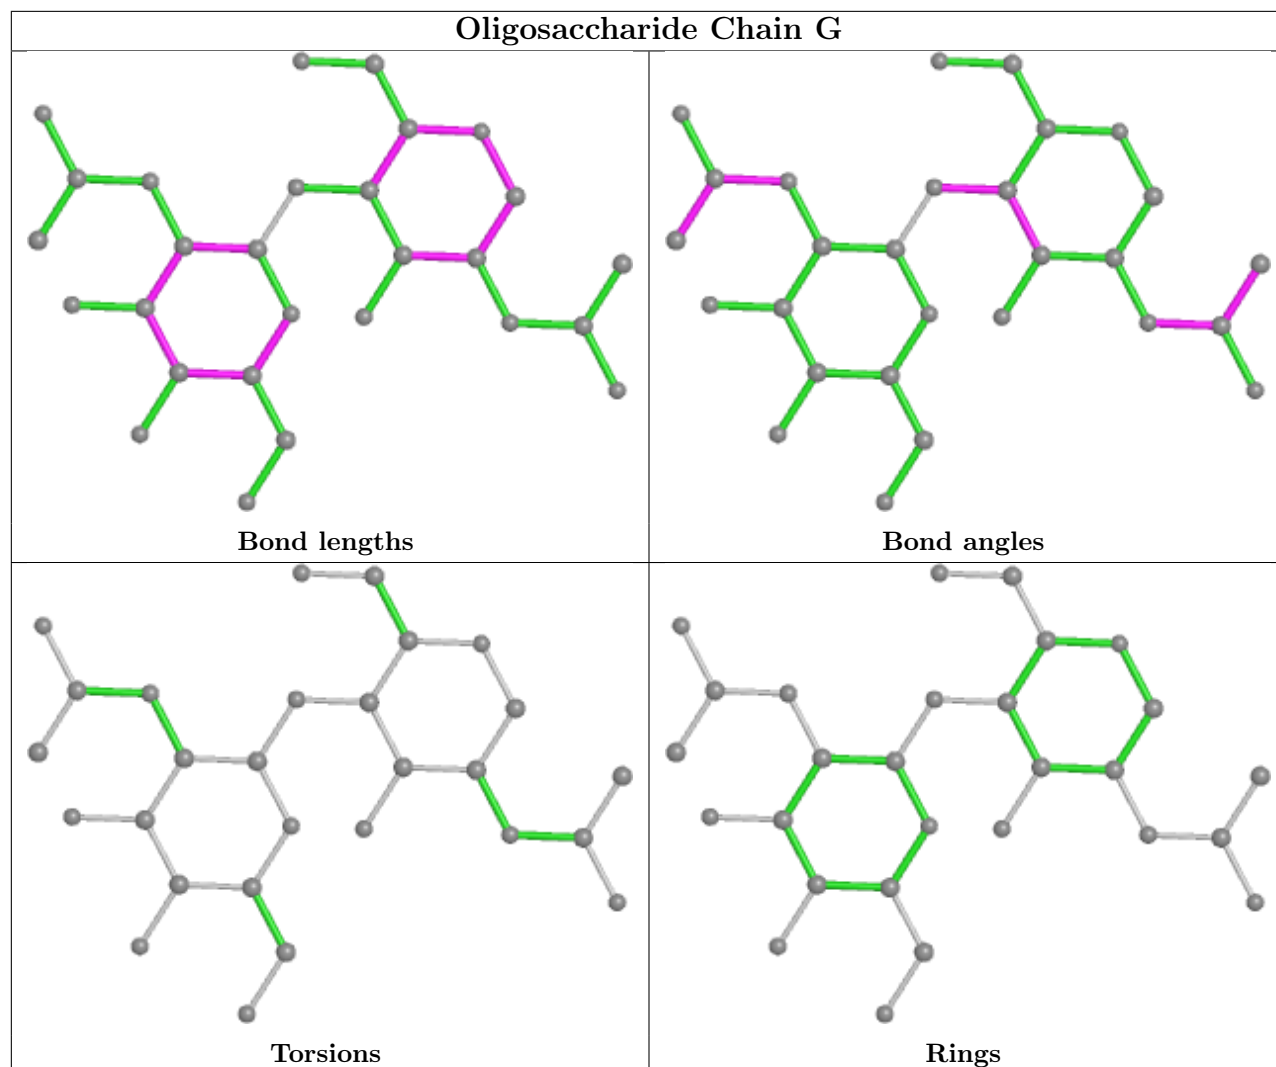 Oligosaccharide Chain G
Bond lengths
Bond angles
Torsions
Rings